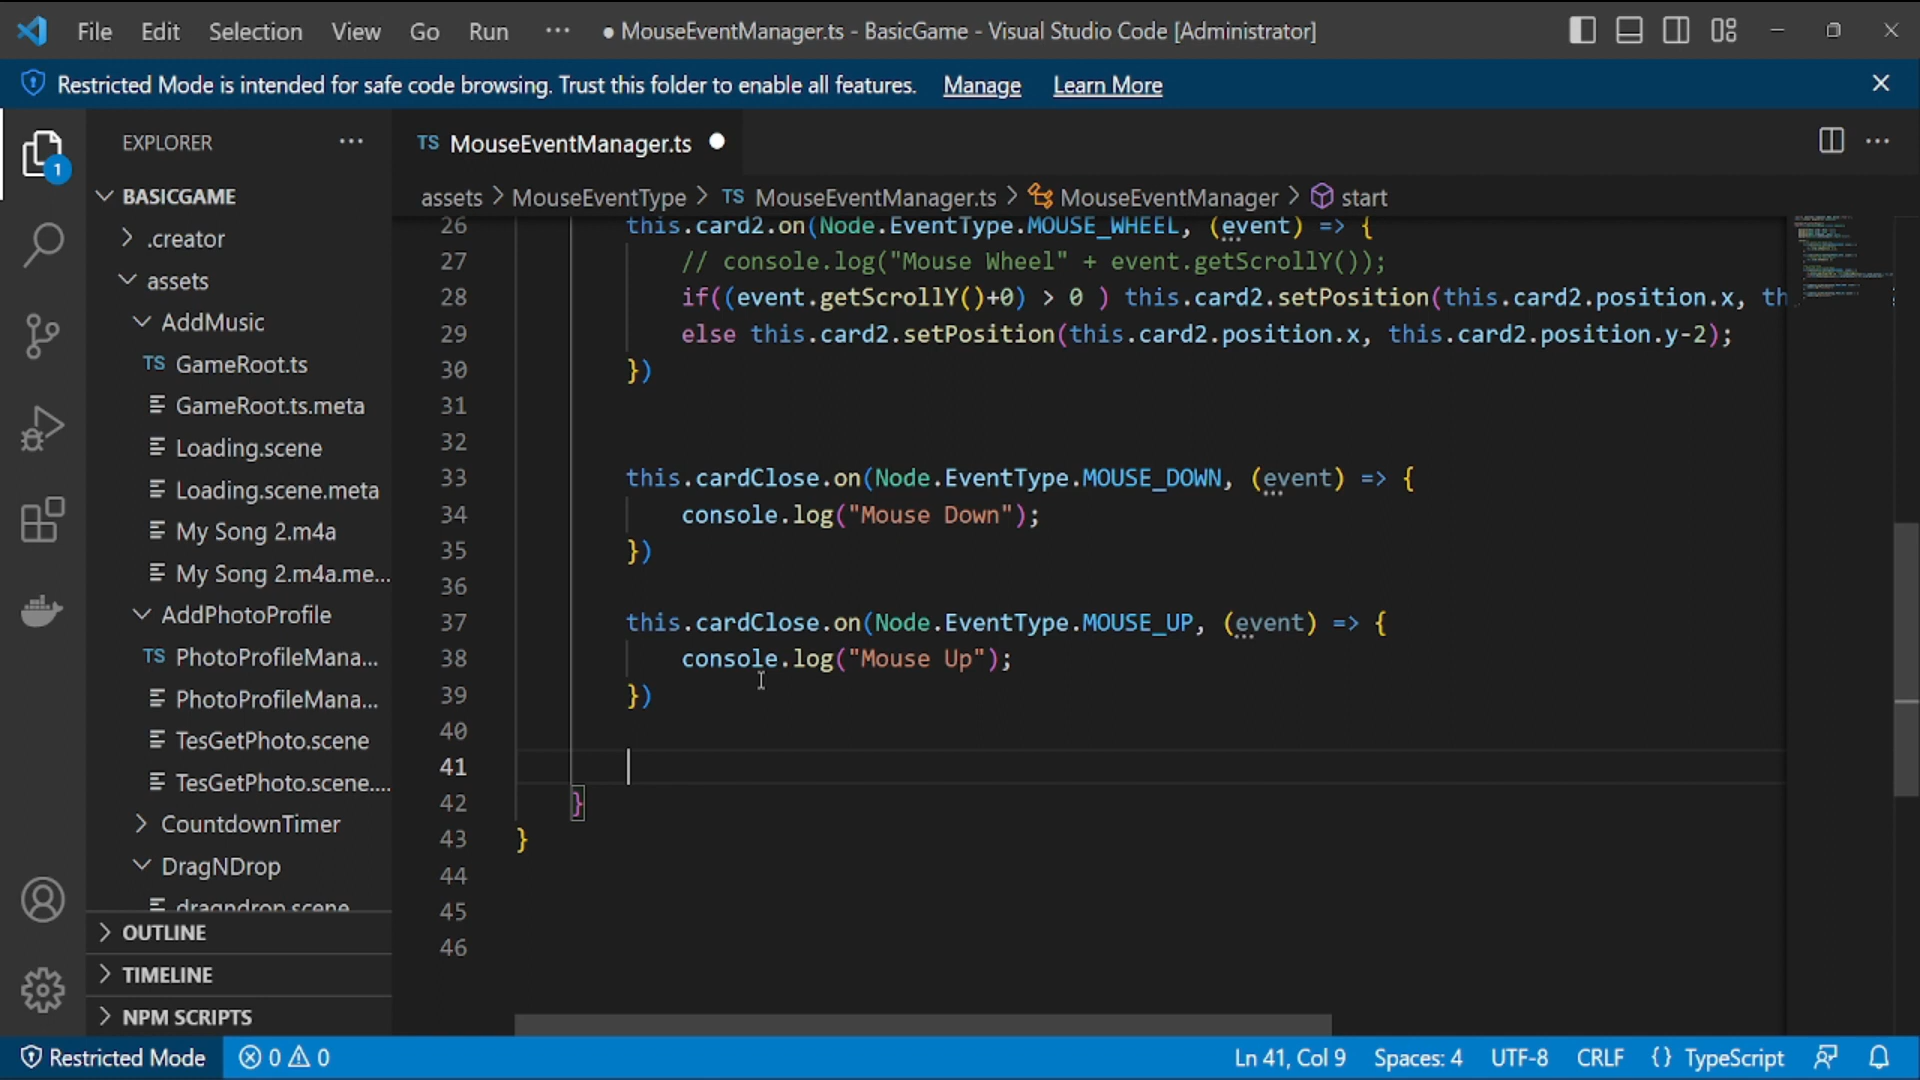 File Edit Selection View Go Run ··· ● MouseEventManager.ts - BasicGame - Visual Studio Code [Administrator]
Restricted Mode is intended for safe code browsing. Trust this folder to enable all features. Manage Learn More
EXPLORER ···
1
BASICGAME
.creator
assets
AddMusic
TS GameRoot.ts
GameRoot.ts.meta
Loading.scene
Loading.scene.meta
My Song 2.m4a
My Song 2.m4a.me...
AddPhotoProfile
TS PhotoProfileMana...
PhotoProfileMana...
TesGetPhoto.scene
TesGetPhoto.scene....
CountdownTimer
DragNDrop
dragndrop.scene
OUTLINE
TIMELINE
NPM SCRIPTS
TS MouseEventManager.ts ●
assets > MouseEventType > TS MouseEventManager.ts > MouseEventManager > start
26 this.card2.on(Node.EventType.MOUSE_WHEEL, (event) => {
27 // console.log("Mouse Wheel" + event.getScrollY());
28 if((event.getScrollY()+0) > 0 ) this.card2.setPosition(this.card2.position.x, th
29 else this.card2.setPosition(this.card2.position.x, this.card2.position.y-2);
30 })
31
32
33 this.cardClose.on(Node.EventType.MOUSE_DOWN, (event) => {
34 console.log("Mouse Down");
35 })
36
37 this.cardClose.on(Node.EventType.MOUSE_UP, (event) => {
38 console.log("Mouse Up");
39 })
40
41
42 }
43 }
44
45
46
Restricted Mode 0 0 Ln 41, Col 9 Spaces: 4 UTF-8 CRLF {} TypeScript